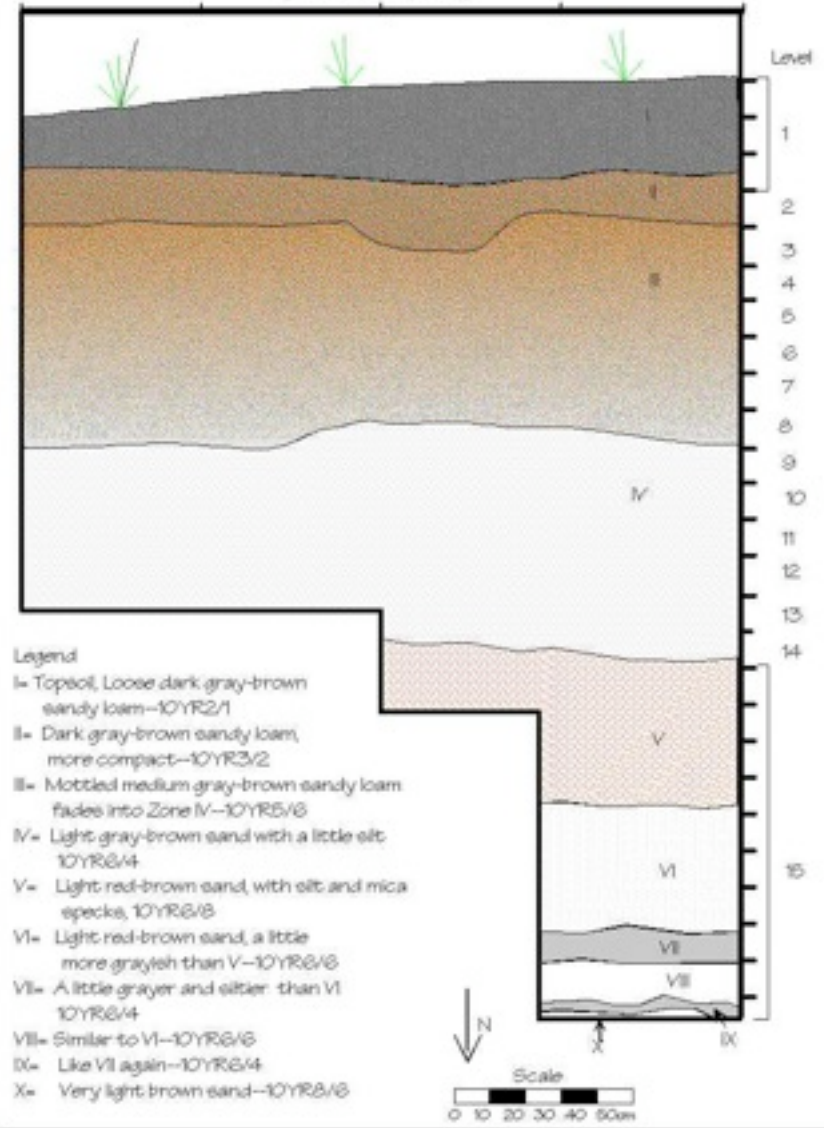 Level
I
1
II
2
3
III
4
5
6
7
8
9
IV
10
11
12
13
14
V
VI
15
VII
VIII
IX
X
Legend
I= Topsoil, Loose dark gray-brown
sandy loam--10YR2/1
II= Dark gray-brown sandy loam,
more compact--10YR3/2
III= Mottled medium gray-brown sandy loam
fades into Zone IV--10YR5/6
IV= Light gray-brown sand with a little silt
10YR6/4
V= Light red-brown sand, with silt and mica
specks, 10YR6/8
VI= Light red-brown sand, a little
more grayish than V--10YR6/6
VII= A little grayer and siltier than VI
10YR6/4
VIII= Similar to VI--10YR6/6
IX= Like VII again--10YR6/4
X= Very light brown sand--10YR8/6
N
Scale
0 10 20 30 40 50cm